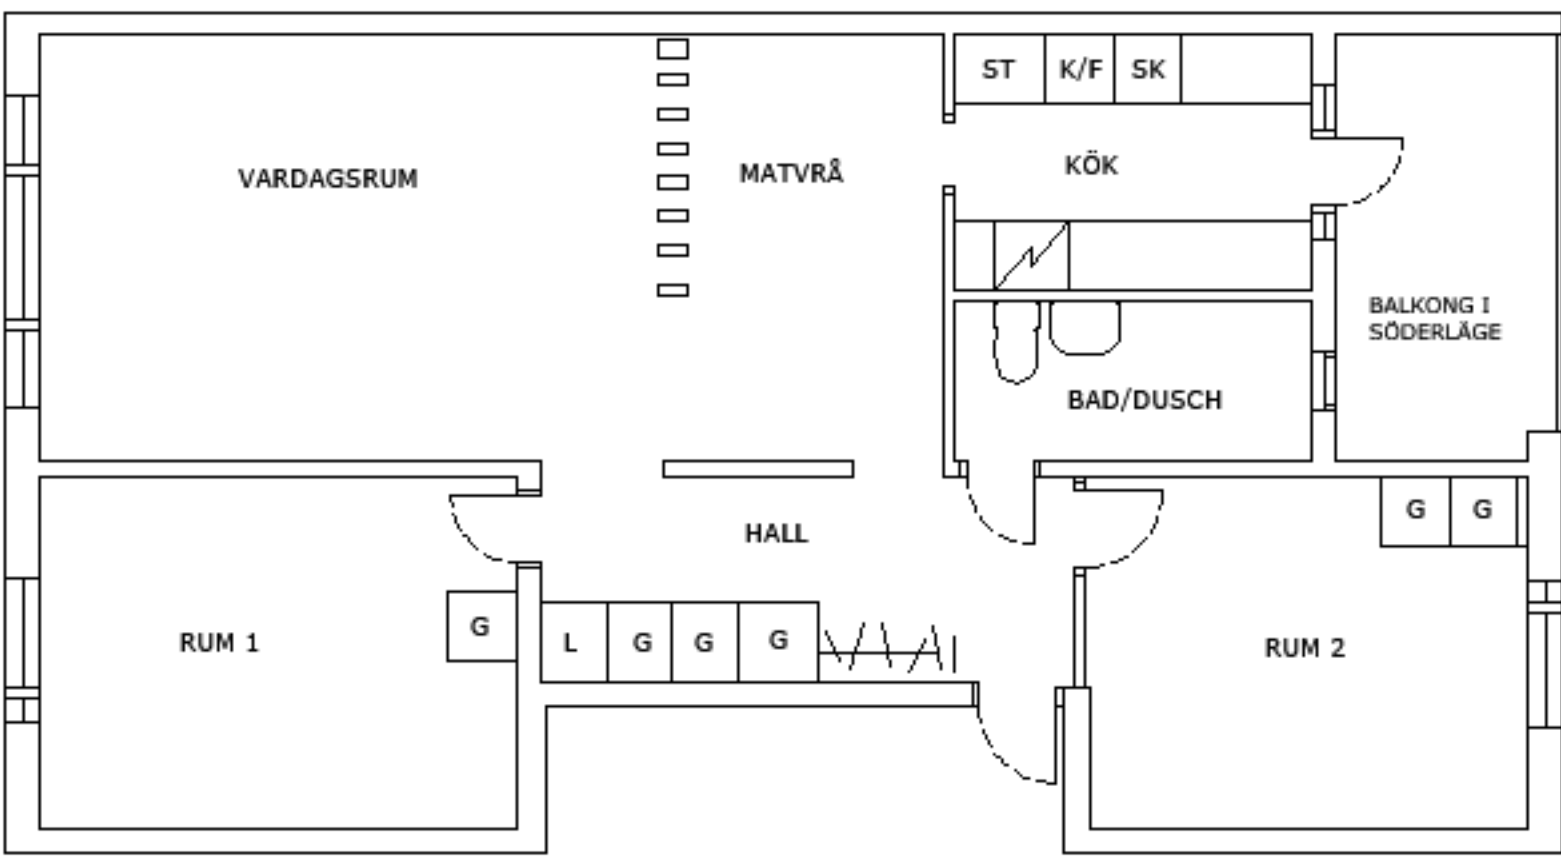 ST K/F SK
VARDAGSRUM
MATVRÅ
KÖK
BALKONG I
SÖDERLÄGE
BAD/DUSCH
HALL
G G
RUM 1
G
L G G G
RUM 2